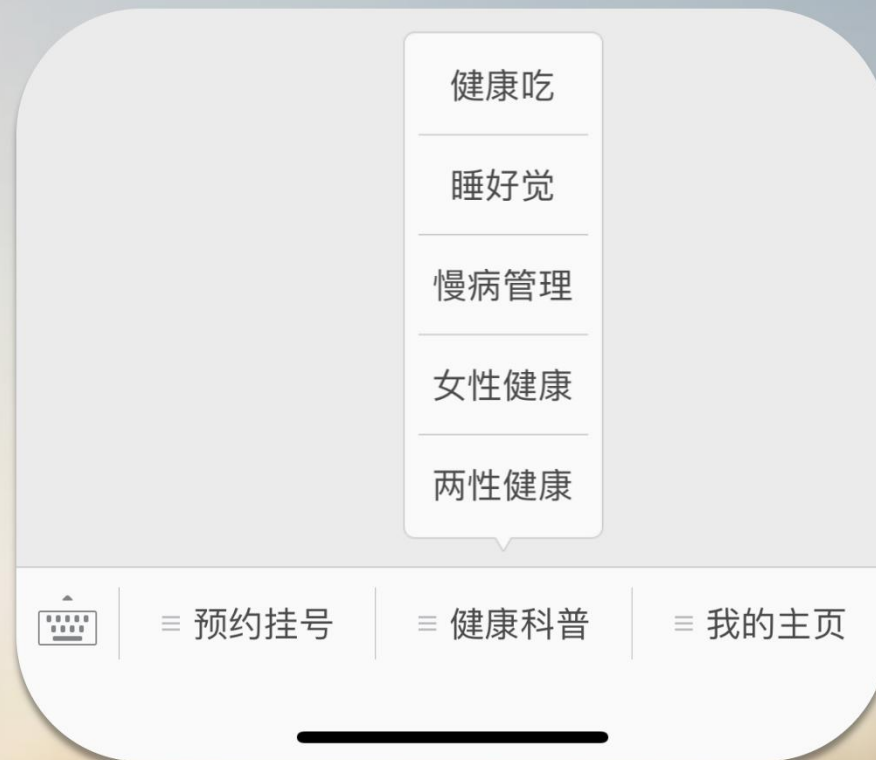 健康吃
睡好觉
慢病管理
女性健康
两性健康
预约挂号
健康科普
我的主页